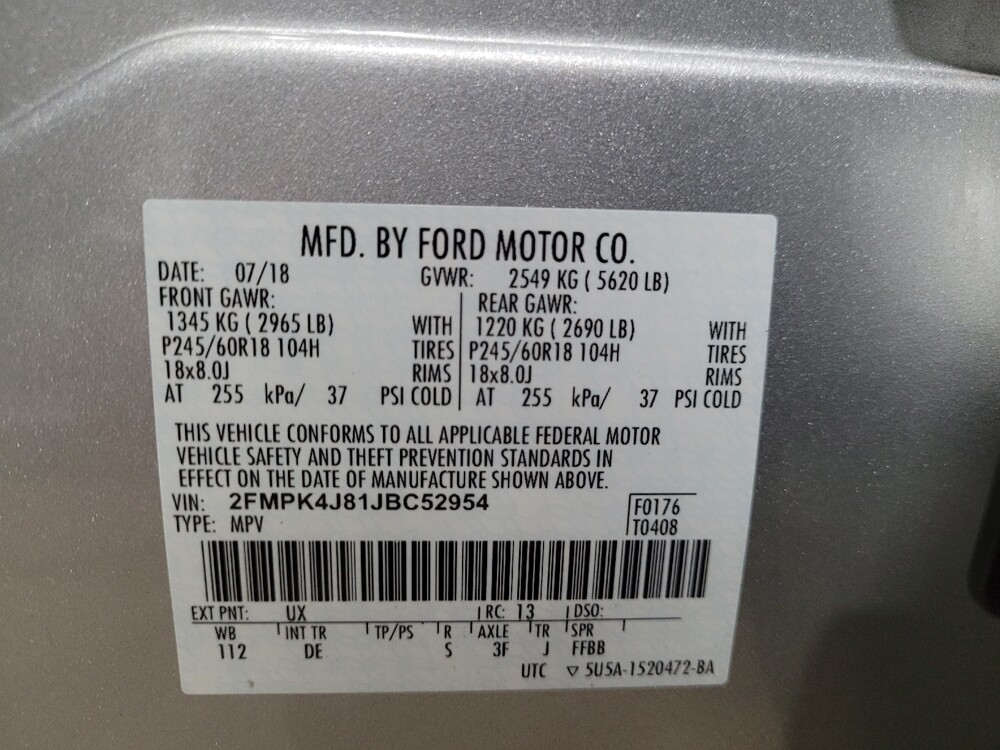 MFD. BY FORD MOTOR CO.
DATE: 07/18 GVWR: 2549 KG ( 5620 LB)
FRONT GAWR: REAR GAWR:
1345 KG ( 2965 LB) WITH 1220 KG ( 2690 LB) WITH
P245/60R18 104H TIRES P245/60R18 104H TIRES
18x8.0J RIMS 18x8.0J RIMS
AT 255 kPa/ 37 PSI COLD AT 255 kPa/ 37 PSI COLD
THIS VEHICLE CONFORMS TO ALL APPLICABLE FEDERAL MOTOR
VEHICLE SAFETY AND THEFT PREVENTION STANDARDS IN
EFFECT ON THE DATE OF MANUFACTURE SHOWN ABOVE.
VIN: 2FMPK4J81JBC52954 F0176
TYPE: MPV T0408
EXT PNT: UX RC: 13 DSO:
WB INT TR TP/PS R AXLE TR SPR
112 DE S 3F J FFBB
UTC ▽ 5U5A-1520472-BA